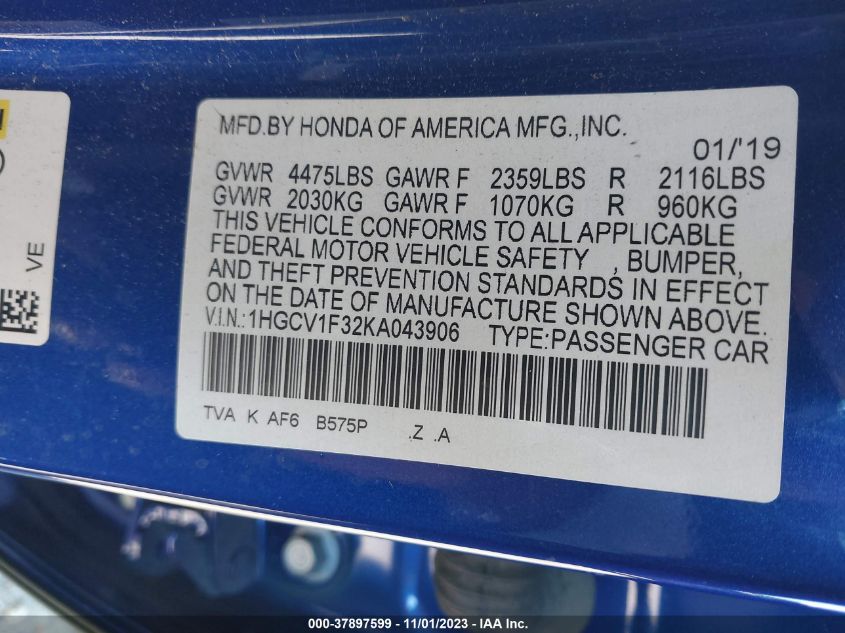 MFD.BY HONDA OF AMERICA MFG.,INC.
01/'19
GVWR 4475LBS GAWR F 2359LBS R 2116LBS
GVWR 2030KG GAWR F 1070KG R 960KG
THIS VEHICLE CONFORMS TO ALL APPLICABLE
FEDERAL MOTOR VEHICLE SAFETY , BUMPER,
AND THEFT PREVENTION STANDARDS IN EFFECT
ON THE DATE OF MANUFACTURE SHOWN ABOVE.
V.I.N.:1HGCV1F32KA043906 TYPE:PASSENGER CAR
TVA K AF6 B575P .Z .A
VE
000-37897599 - 11/01/2023 - IAA Inc.